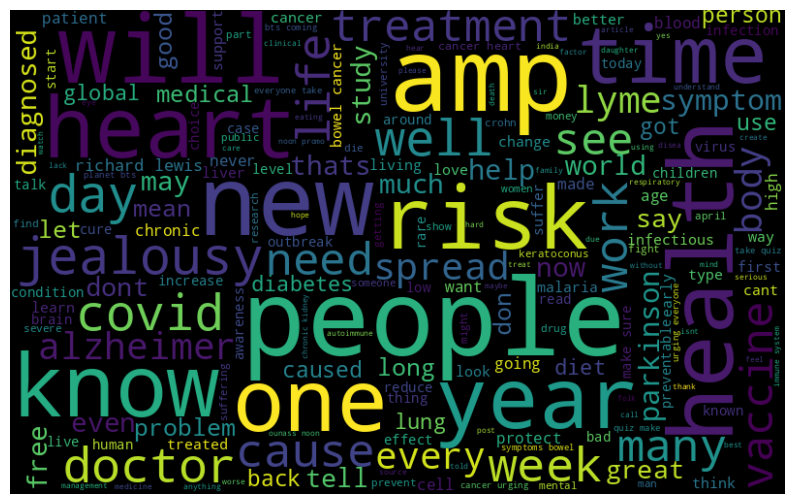 patient
will
part
bts coming
clinical
treatment
cancer
better
hear
india
factor
daughter
yes
article
blood
person
infection
good
support
university
cancer heart
please
death
sir
today
time
start
diagnosed
everyone take
eating
bowel cancer
life
study
amp
money
understand
global
medical
choice
heart
match
care
public
noon promo
case
die
around
crohn
lyme
symptom
use
create
using
disea
richard lewis
never
well
change
see
got
virus
lack
planet bts
liver
level
living
love
help
family
world
children
respiratory
talk
may
thats
body
high
day
new
much
women
made
age
find
cure
mean
research
rare
show
suffer
work
say
april
let
chronic
hope
getting
risk
hard
keratoconus
due
fight
infectious
way
take quiz
jealousy
outbreak
need
spread
now
without
mind
condition
increase
someone
low
want
don
malaria
type
first
serious
dont
diabetes
treat
maybe
read
cant
health
covid
learn
brain
severe
awareness
chronic kidney
autoimmune
people
might
drug
make sure
parkinson
preventable
early
isnt
urging everyone
alzheimer
long
look
going
diet
feel
immune system
vaccine
know
suffering
one
reduce
thing
year
thank
known
folk
even
problem
caused
lung
effect
protect
post
bad
call
quiz make
many
best
free
live
human
treated
ounass noon
cause
every
symptoms bowel
told
man
think
doctor
back
tell
prevent
cell
week
great
management
medicine
anything
worse
source
cancer urging
mental